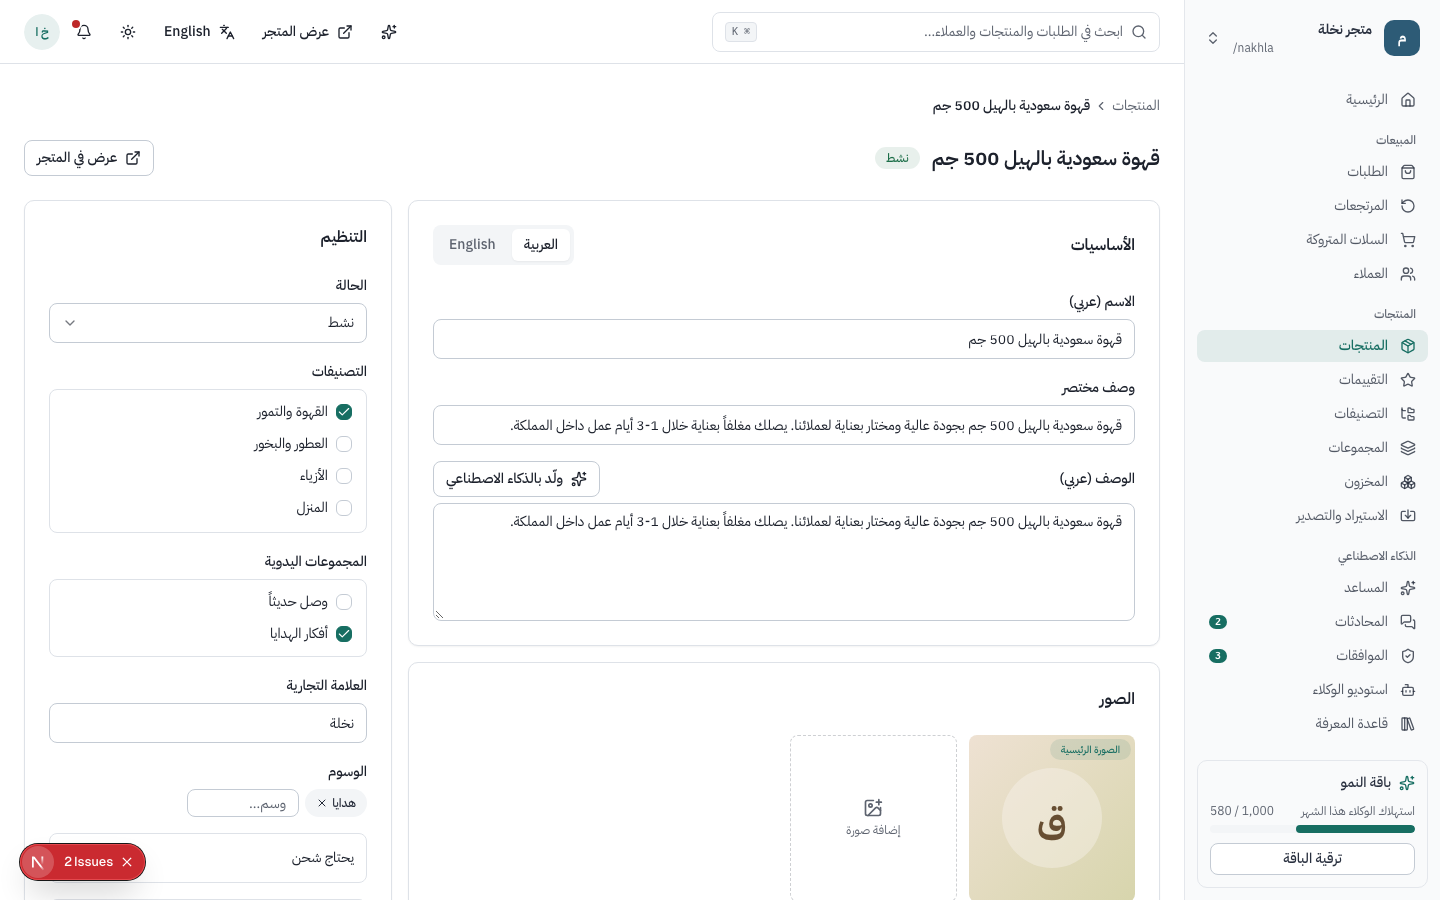 متجر نخلة
/nakhla
م
الرئيسية
المبيعات
الطلبات
المرتجعات
السلات المتروكة
العملاء
المنتجات
المنتجات
التقييمات
التصنيفات
المجموعات
المخزون
الاستيراد والتصدير
الذكاء الاصطناعي
المساعد
المحادثات 2
الموافقات 3
استوديو الوكلاء
قاعدة المعرفة
باقة النمو
استهلاك الوكلاء هذا الشهر 580 / 1,000
ترقية الباقة
ابحث في الطلبات والمنتجات والعملاء... ⌘ K
عرض المتجر
English
خ ا
المنتجات › قهوة سعودية بالهيل 500 جم
قهوة سعودية بالهيل 500 جم نشط
عرض في المتجر
الأساسيات
العربية English
الاسم (عربي)
قهوة سعودية بالهيل 500 جم
وصف مختصر
قهوة سعودية بالهيل 500 جم بجودة عالية ومختار بعناية لعملائنا. يصلك مغلفاً بعناية خلال 1-3 أيام عمل داخل المملكة.
الوصف (عربي)
ولّد بالذكاء الاصطناعي
قهوة سعودية بالهيل 500 جم بجودة عالية ومختار بعناية لعملائنا. يصلك مغلفاً بعناية خلال 1-3 أيام عمل داخل المملكة.
الصور
الصورة الرئيسية
ق
إضافة صورة
التنظيم
الحالة
نشط
التصنيفات
القهوة والتمور
العطور والبخور
الأزياء
المنزل
المجموعات اليدوية
وصل حديثاً
أفكار الهدايا
العلامة التجارية
نخلة
الوسوم
هدايا
وسم...
يحتاج شحن
N 2 Issues